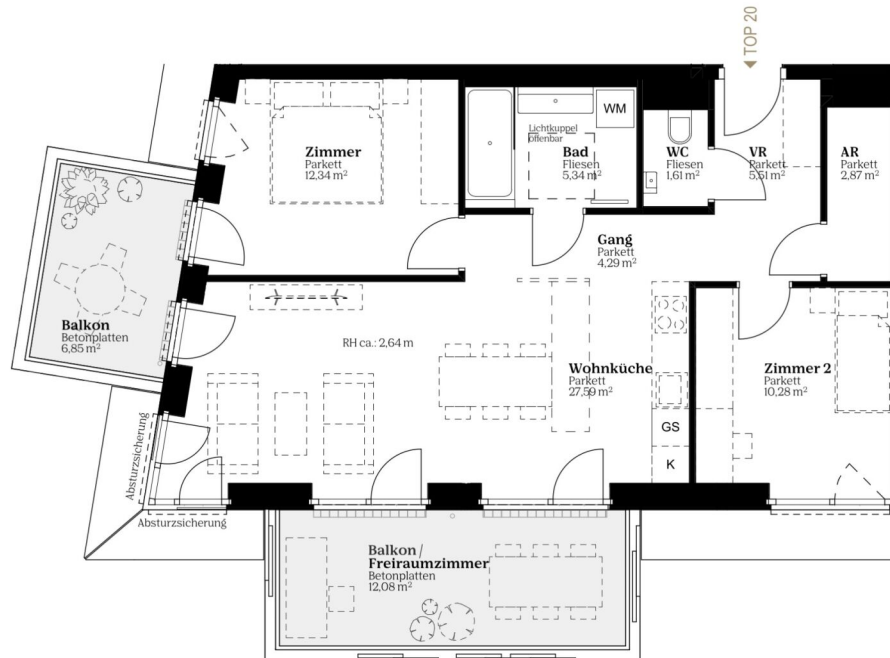 TOP 20
Zimmer
Parkett
12,34 m²
Lichtkuppel
öffenbar
WM
Bad
Fliesen
5,34 m²
WC
Fliesen
1,61 m²
VR
Parkett
5,51 m²
AR
Parkett
2,87 m²
Gang
Parkett
4,29 m²
Balkon
Betonplatten
6,85 m²
RH ca.: 2,64 m
Wohnküche
Parkett
27,59 m²
Zimmer 2
Parkett
10,28 m²
GS
K
Absturzsicherung
Absturzsicherung
Balkon /
Freiraumzimmer
Betonplatten
12,08 m²